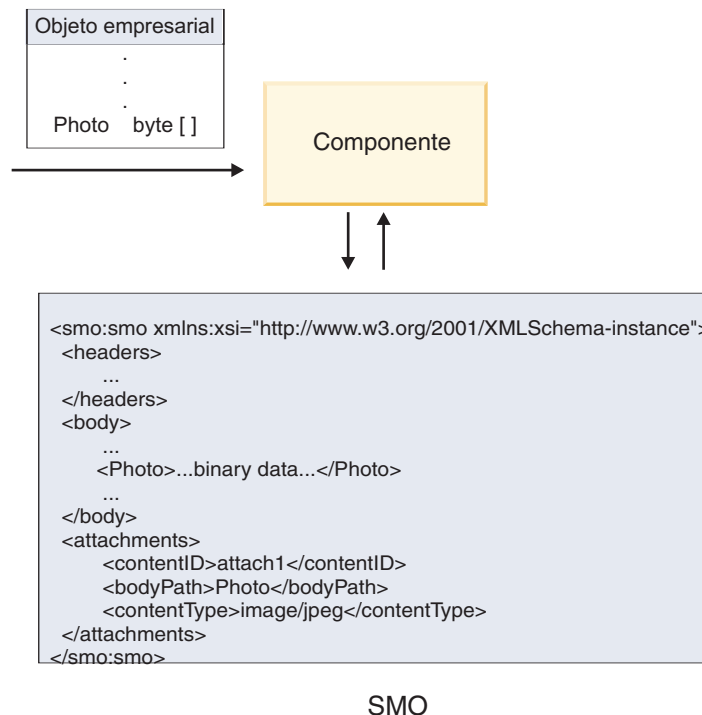 Objeto empresarial
.
.
.
Photo byte [ ]
Componente
<smo:smo xmlns:xsi="http://www.w3.org/2001/XMLSchema-instance">
<headers>
...
</headers>
<body>
...
<Photo>...binary data...</Photo>
...
</body>
<attachments>
<contentID>attach1</contentID>
<bodyPath>Photo</bodyPath>
<contentType>image/jpeg</contentType>
</attachments>
</smo:smo>
SMO